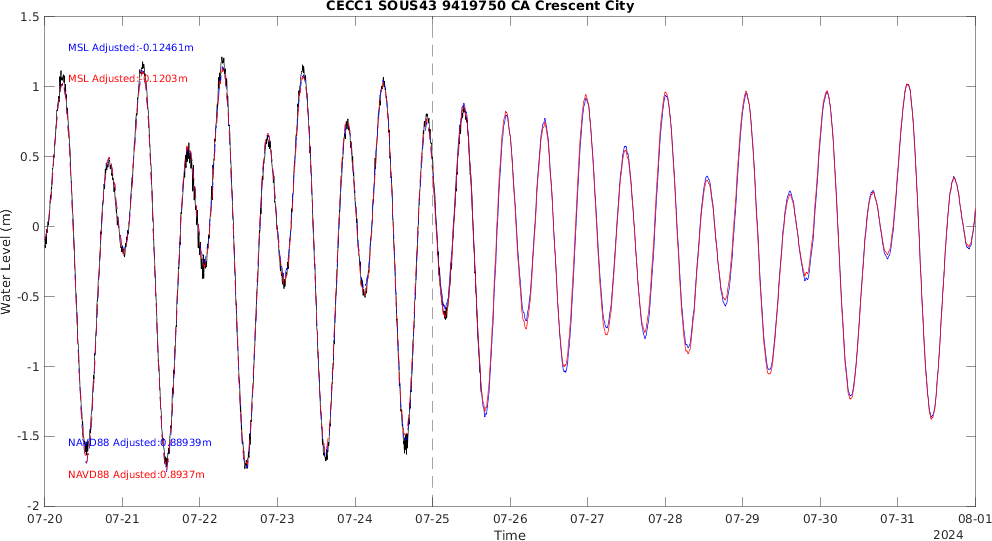 CECC1 SOUS43 9419750 CA Crescent City
Water Level (m)
1.5
1
0.5
0
-0.5
-1
-1.5
-2
MSL Adjusted:-0.12461m
MSL Adjusted:-0.1203m
NAVD88 Adjusted:0.88939m
NAVD88 Adjusted:0.8937m
07-20 07-21 07-22 07-23 07-24 07-25 07-26 07-27 07-28 07-29 07-30 07-31 08-01
Time
2024